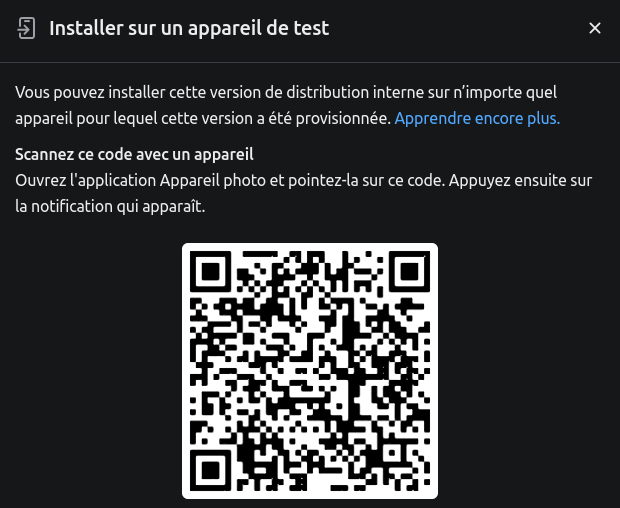 Installer sur un appareil de test
Vous pouvez installer cette version de distribution interne sur n’importe quel
appareil pour lequel cette version a été provisionnée. Apprendre encore plus.
Scannez ce code avec un appareil
Ouvrez l'application Appareil photo et pointez-la sur ce code. Appuyez ensuite sur
la notification qui apparaît.